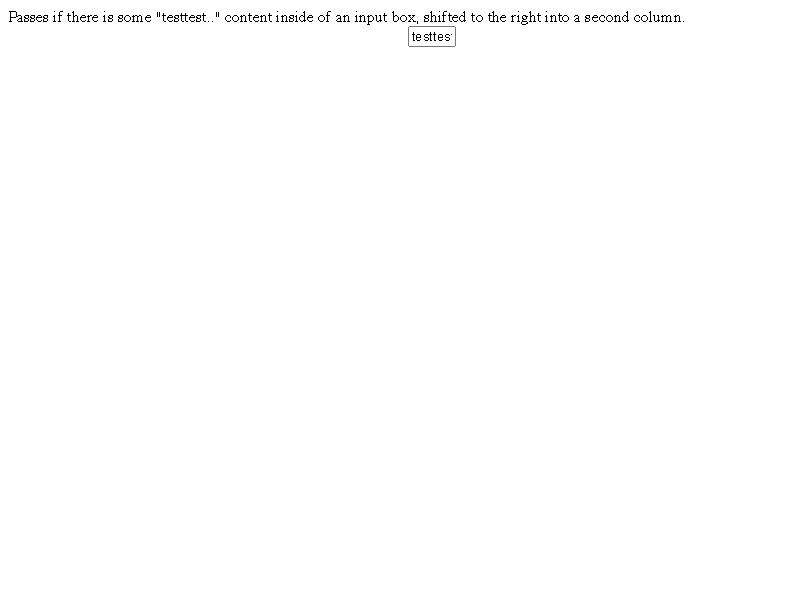 Passes if there is some "testtest.." content inside of an input box, shifted to the right into a second column.
testtes